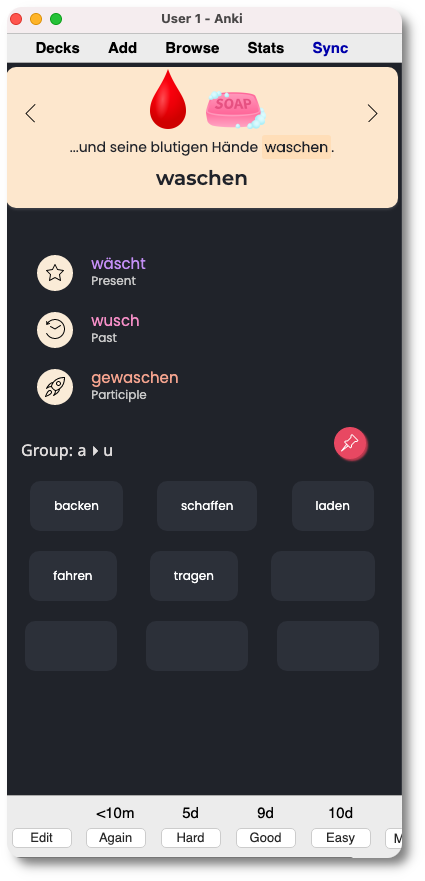 User 1 - Anki
Decks Add Browse Stats Sync
SOAP
...und seine blutigen Hände waschen.
waschen
wäscht
Present
wusch
Past
gewaschen
Participle
Group: a ▸ u
backen schaffen laden
fahren tragen
<10m 5d 9d 10d
Edit Again Hard Good Easy M